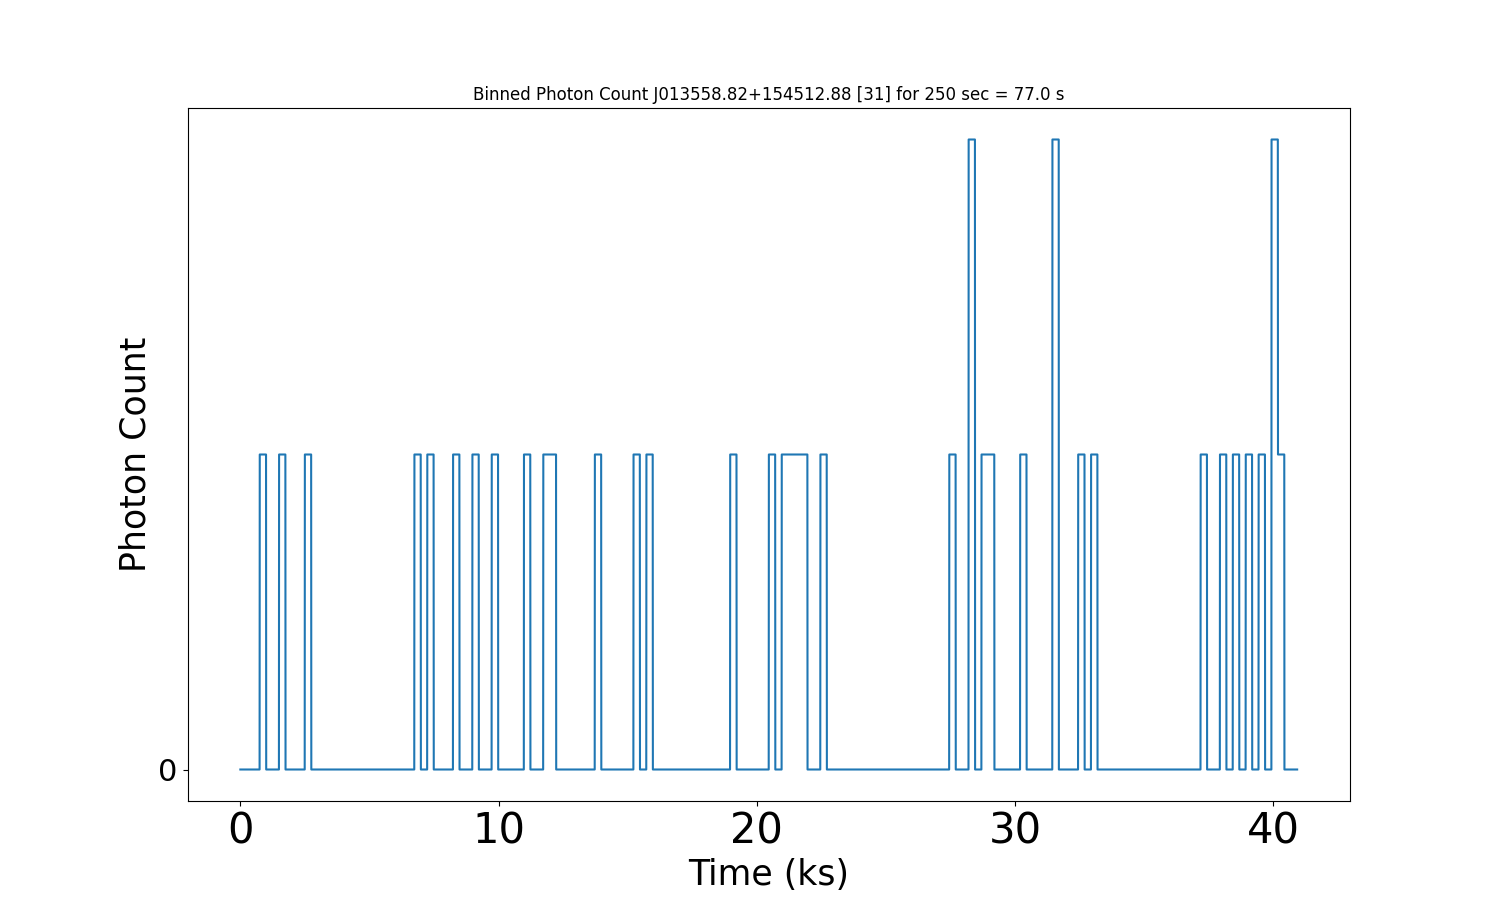 Binned Photon Count J013558.82+154512.88 [31] for 250 sec = 77.0 s
Photon Count
0
0 10 20 30 40
Time (ks)